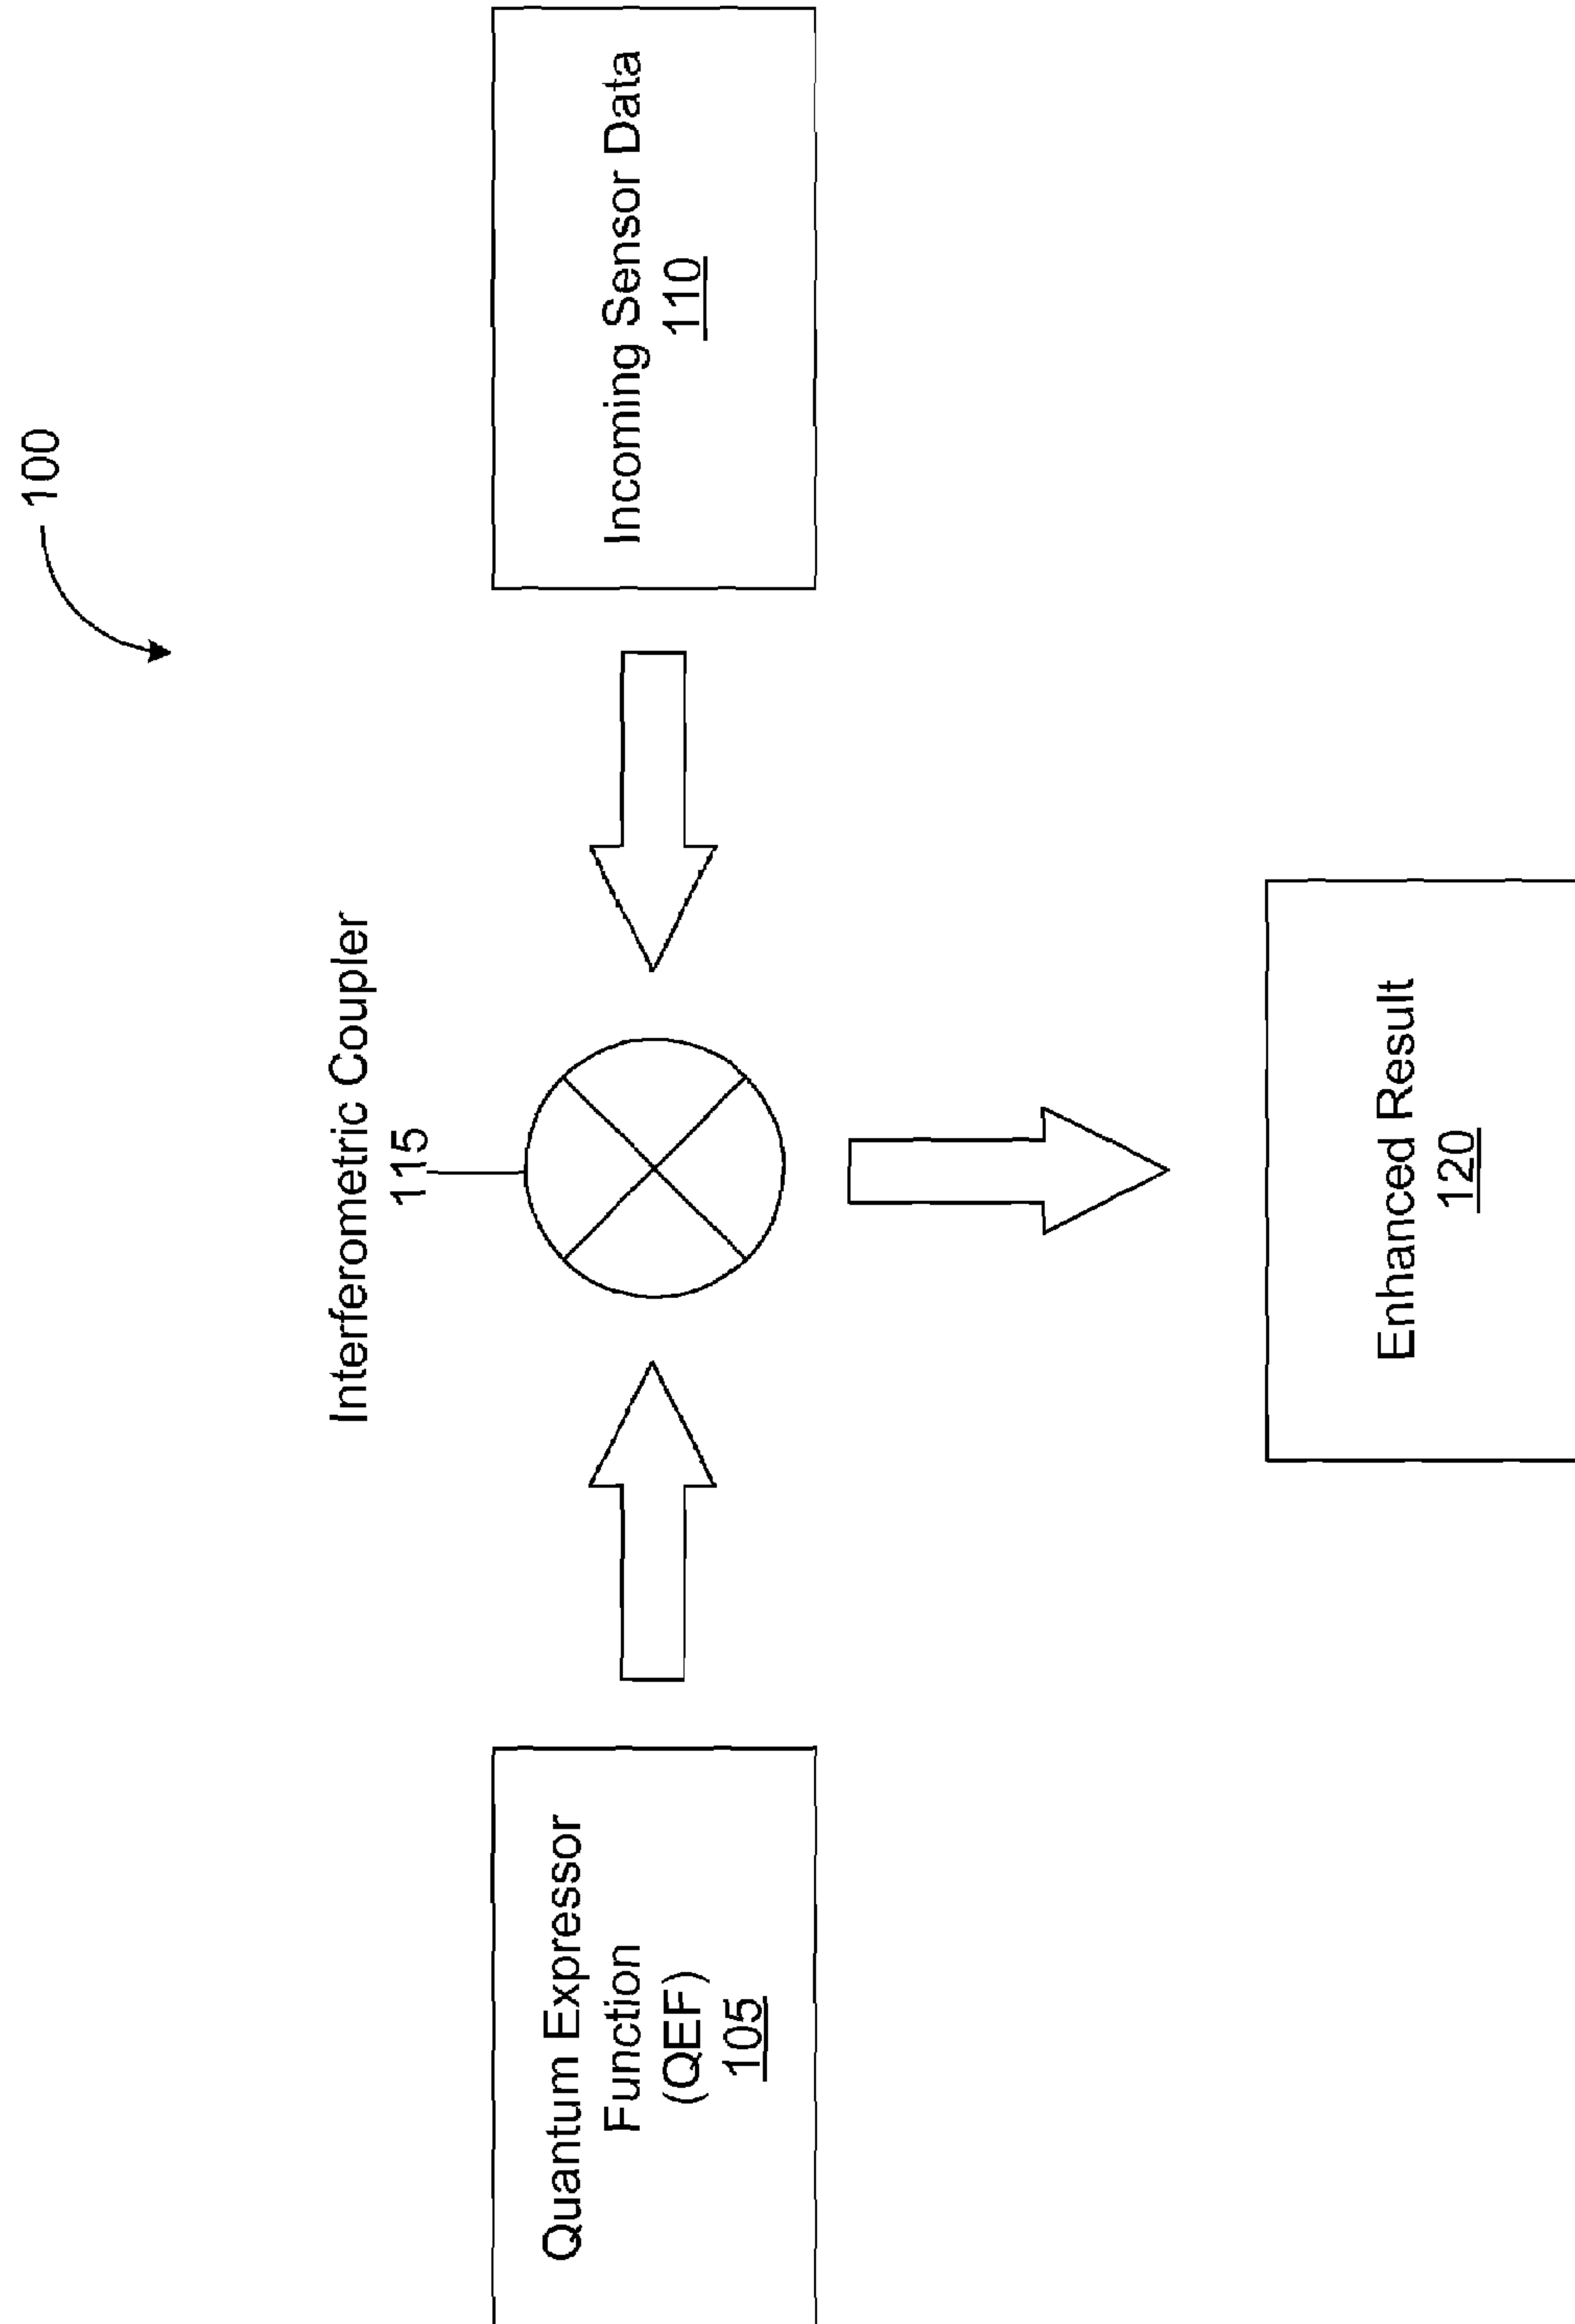 100
Interferometric Coupler
115
Quantum Expressor
Function
(QEF)
105
Incoming Sensor Data
110
Enhanced Result
120